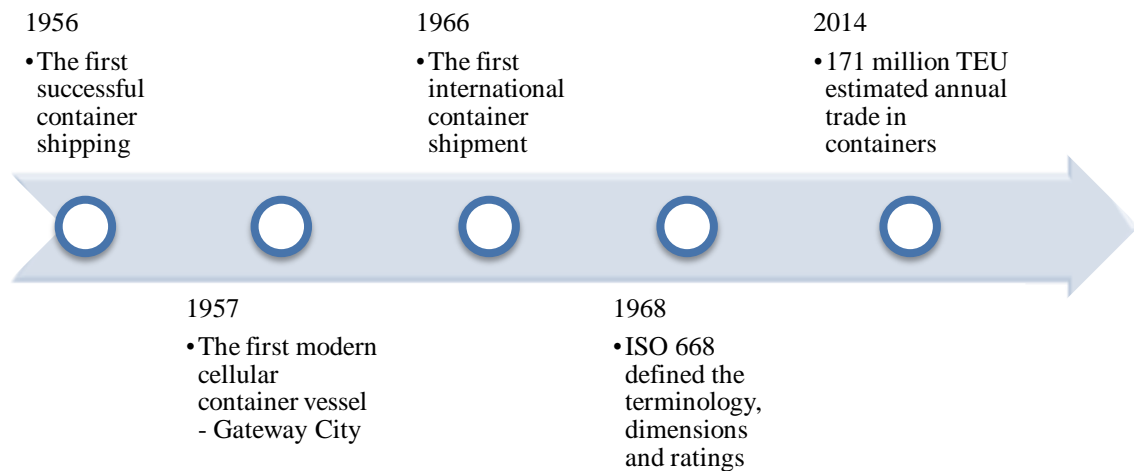 1956
•The first
successful
container
shipping
1957
•The first modern
cellular
container vessel
- Gateway City
1966
•The first
international
container
shipment
1968
•ISO 668
defined the
terminology,
dimensions
and ratings
2014
•171 million TEU
estimated annual
trade in
containers